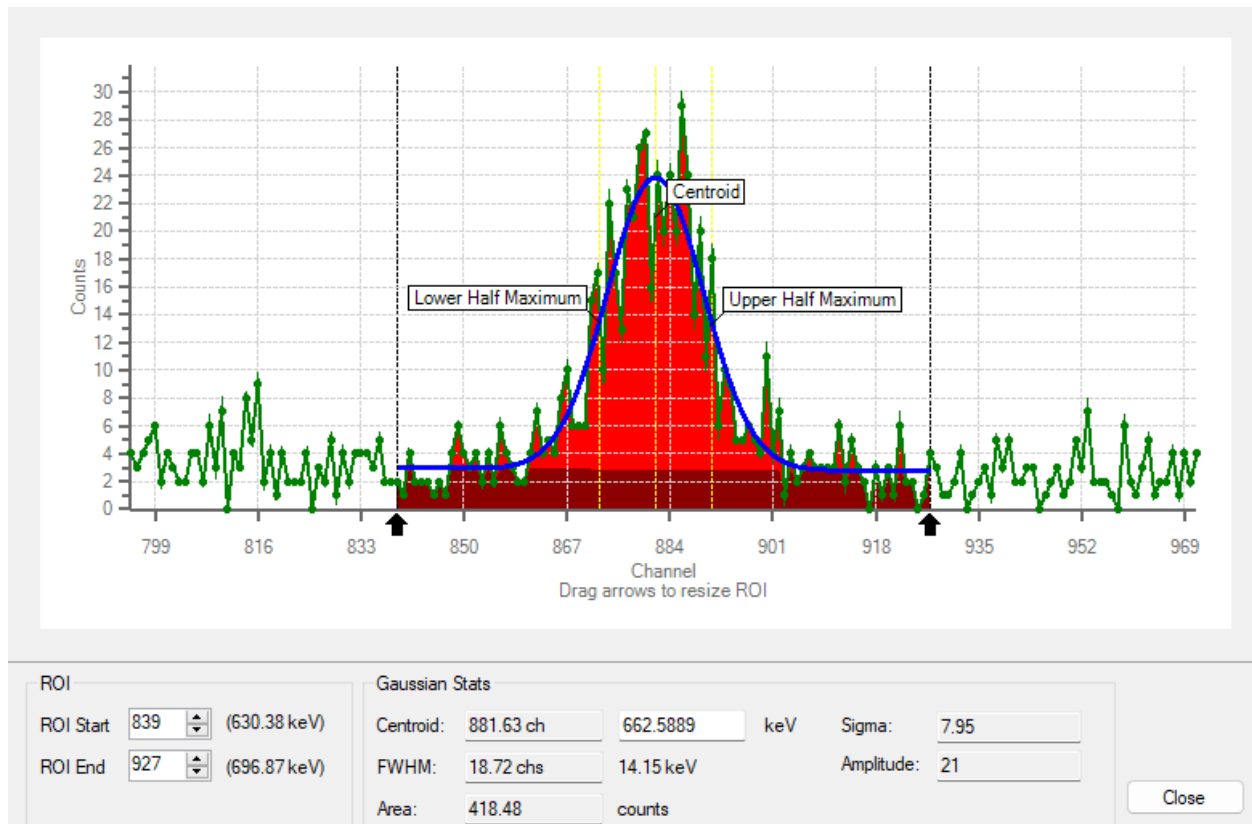 30
28
26
24
22
20
18
16
14
12
10
8
6
4
2
0
Counts
Centroid
Lower Half Maximum
Upper Half Maximum
799 816 833 850 867 884 901 918 935 952 969
Channel
Drag arrows to resize ROI
ROI
ROI Start 839 (630.38 keV)
ROI End 927 (696.87 keV)
Gaussian Stats
Centroid: 881.63 ch 662.5889 keV Sigma: 7.95
FWHM: 18.72 chs 14.15 keV Amplitude: 21
Area: 418.48 counts
Close